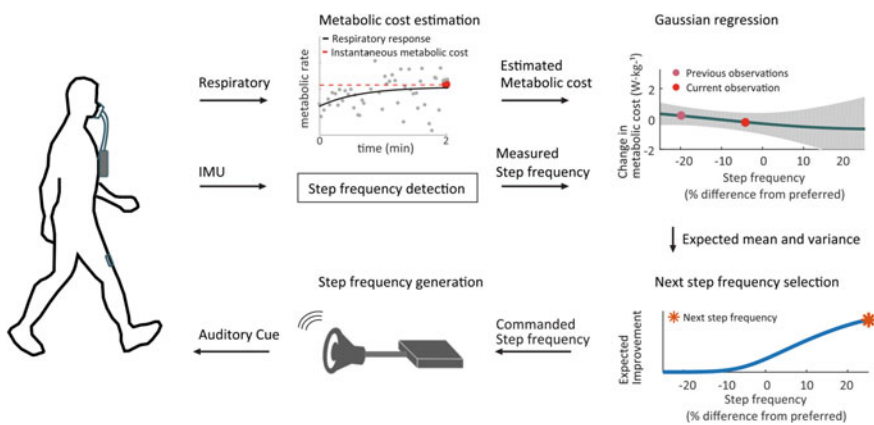 Metabolic cost estimation
Gaussian regression
Respiratory response
Instantaneous metabolic cost
metabolic rate
0
2
time (min)
Respiratory
Estimated
Metabolic cost
Previous observations
Current observation
Change in
metabolic cost (W·kg⁻¹)
2
0
-2
-20
-10
0
10
20
Step frequency
(% difference from preferred)
IMU
Step frequency detection
Measured
Step frequency
Expected mean and variance
Step frequency generation
Next step frequency selection
Auditory Cue
Commanded
Step frequency
Next step frequency
Expected
Improvement
-20
-10
0
10
20
Step frequency
(% difference from preferred)